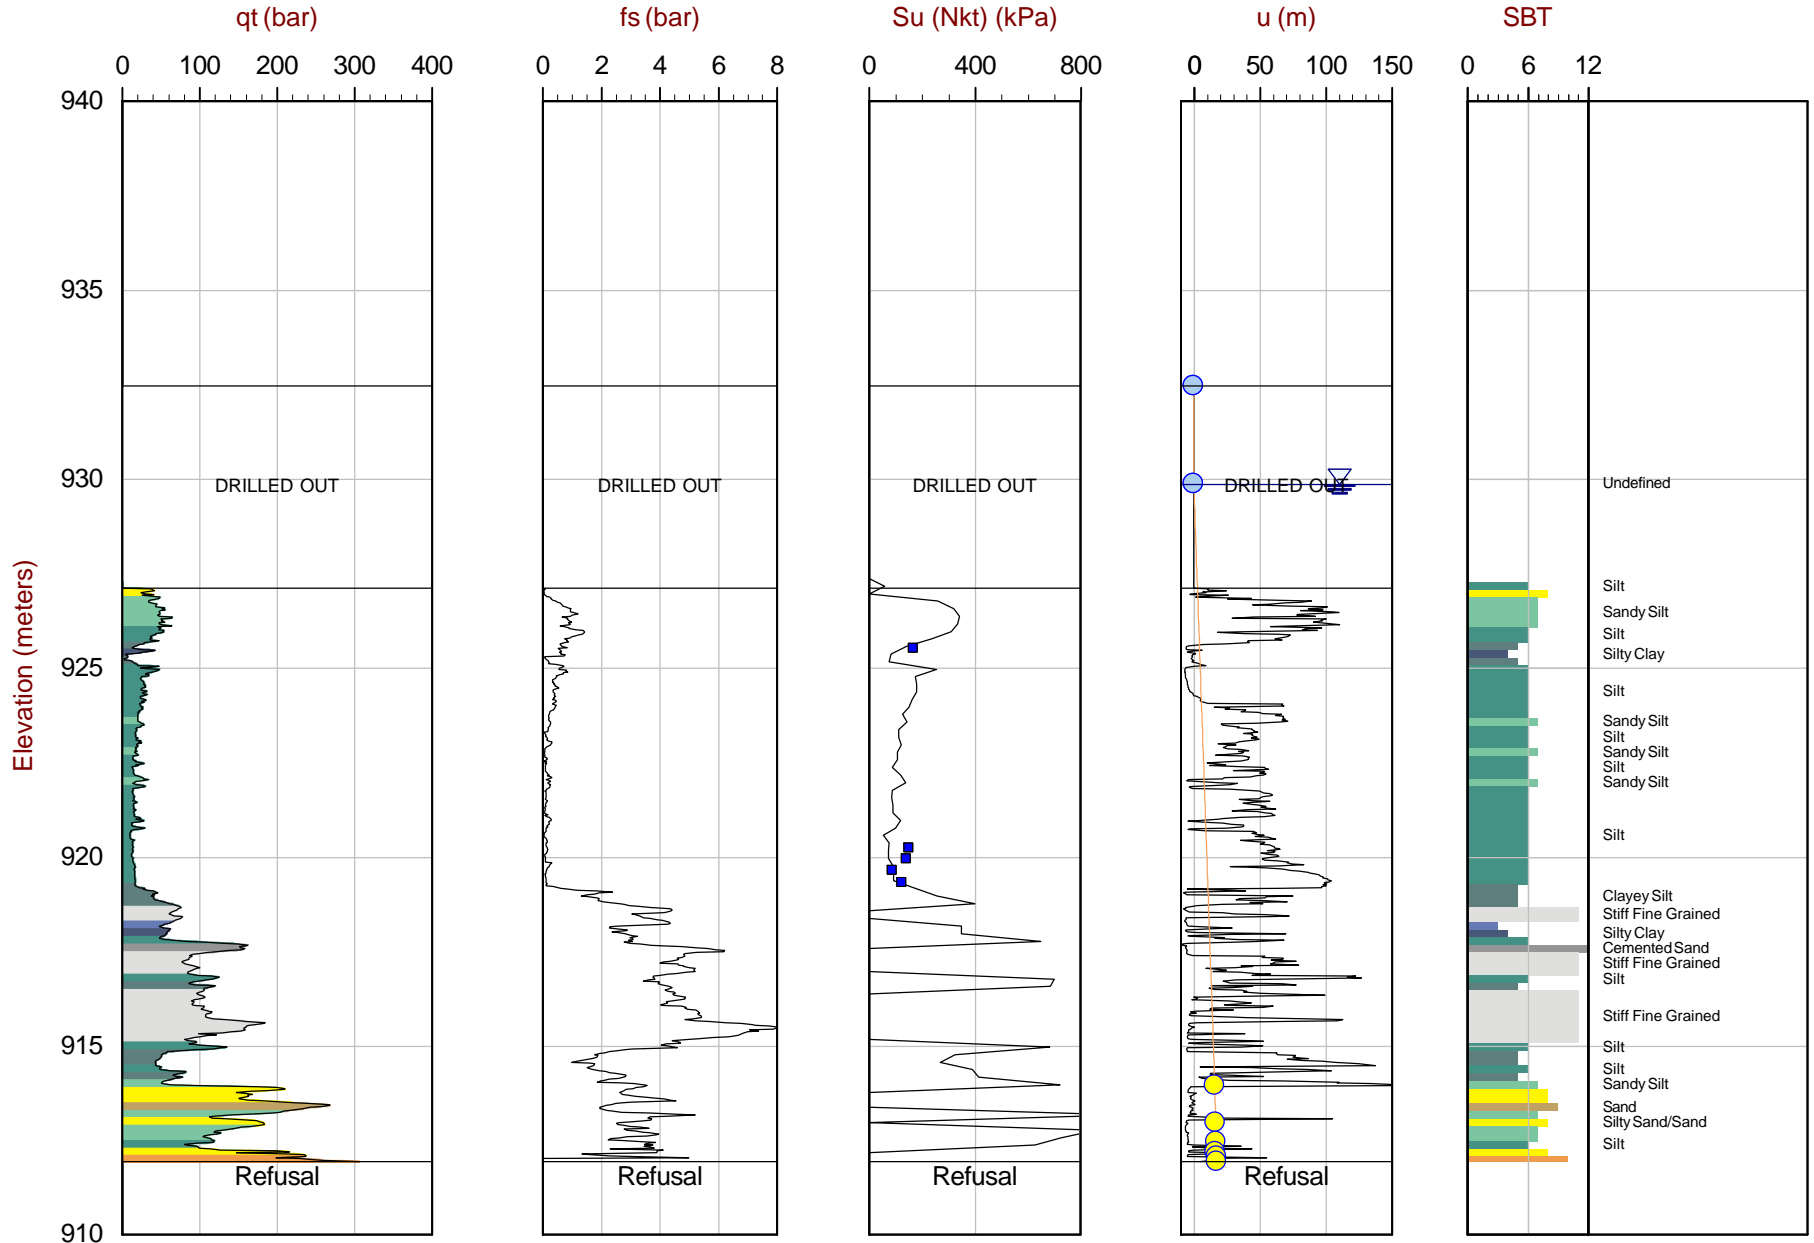 qt (bar) fs (bar) Su (Nkt) (kPa) u (m) SBT
0 100 200 300 400 0 2 4 6 8 0 400 800 0 50 100 150 0 6 12
940
935
930
925
920
915
910
Elevation (meters)
DRILLED OUT DRILLED OUT DRILLED OUT DRILLED OUT
Undefined
Silt
Sandy Silt
Silt
Silty Clay
Silt
Sandy Silt
Silt
Sandy Silt
Silt
Sandy Silt
Silt
Clayey Silt
Stiff Fine Grained
Silty Clay
Cemented Sand
Stiff Fine Grained
Silt
Stiff Fine Grained
Silt
Silt
Sandy Silt
Sand
Silty Sand/Sand
Silt
Refusal Refusal Refusal Refusal